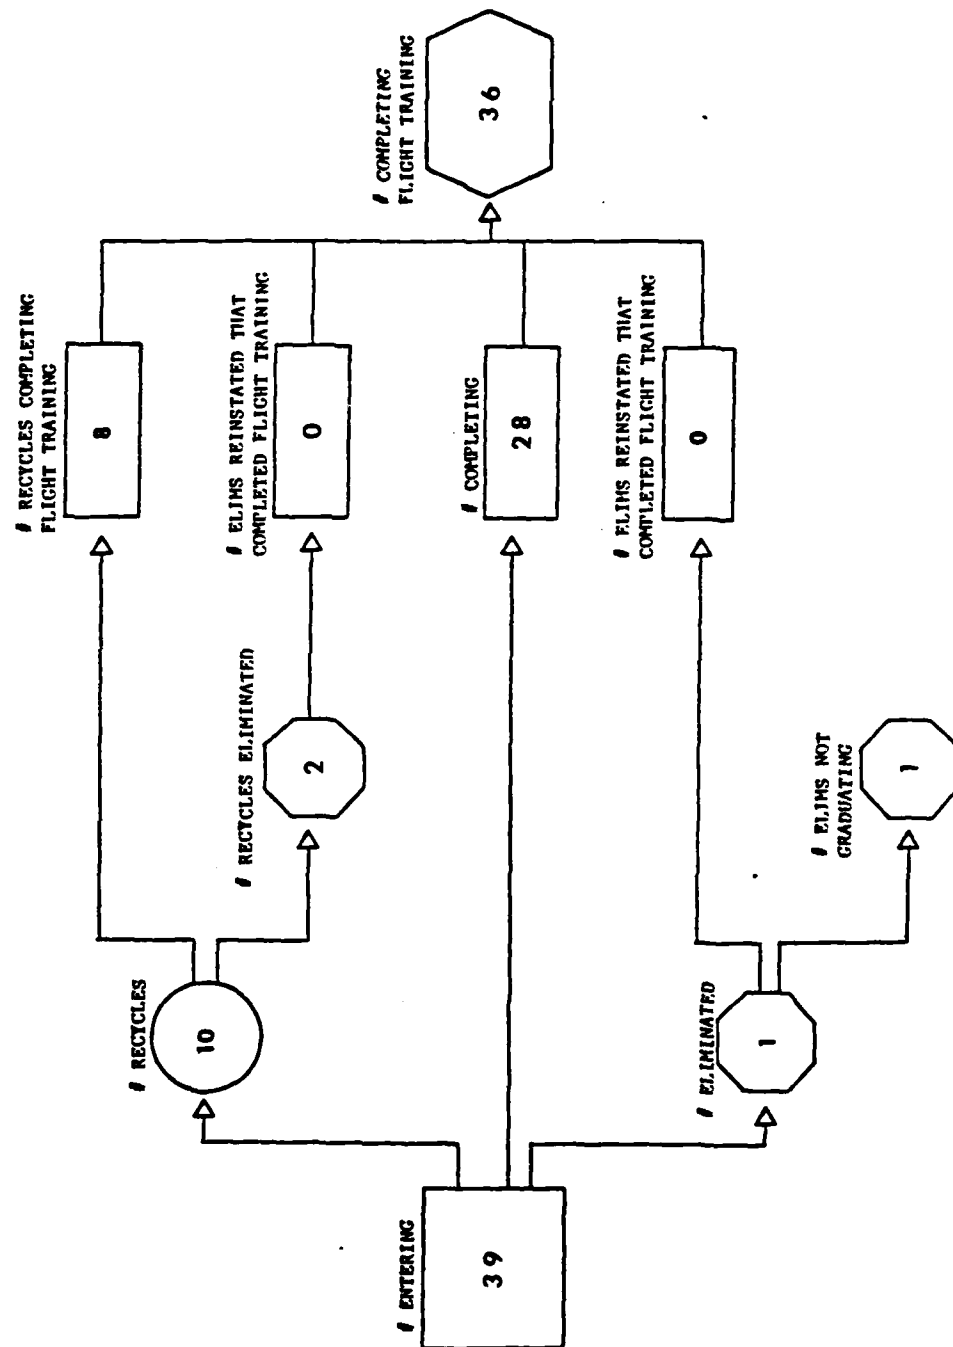 # ENTERING
39
# RECYCLES
10
# ELIMINATED
1
# RECYCLES ELIMINATED
2
# ELIMS NOT
GRADUATING
1
# RECYCLES COMPLETING
FLIGHT TRAINING
8
# ELIMS REINSTATED THAT
COMPLETED FLIGHT TRAINING
0
# COMPLETING
28
# ELIMS REINSTATED THAT
COMPLETED FLIGHT TRAINING
0
# COMPLETING
FLIGHT TRAINING
36